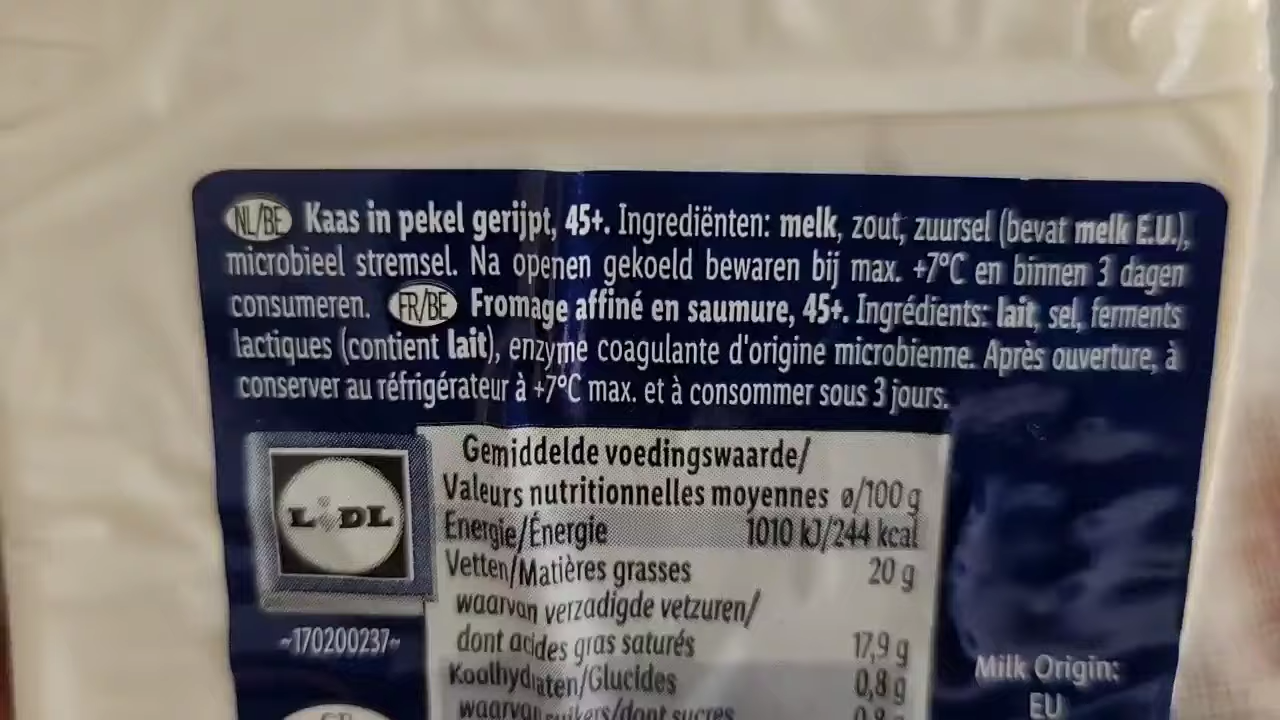 NL/BE Kaas in pekel gerijpt, 45+. Ingrediënten: melk, zout, zuursel (bevat melk E.U.),
microbieel stremsel. Na openen gekoeld bewaren bij max. +7°C en binnen 3 dagen
consumeren. FR/BE Fromage affiné en saumure, 45+. Ingrédients: lait, sel, ferments
lactiques (contient lait), enzyme coagulante d'origine microbienne. Après ouverture, à
conserver au réfrigérateur à +7°C max. et à consommer sous 3 jours.
Gemiddelde voedingswaarde/
Valeurs nutritionnelles moyennes ø/100 g
Energie/Énergie 1010 kJ/244 kcal
Vetten/Matières grasses 20 g
waarvan verzadigde vetzuren/
dont acides gras saturés 17,9 g
Koolhydraten/Glucides 0,8 g
waarvan suikers/dont sucres
LIDL
~170200237~
Milk Origin:
EU